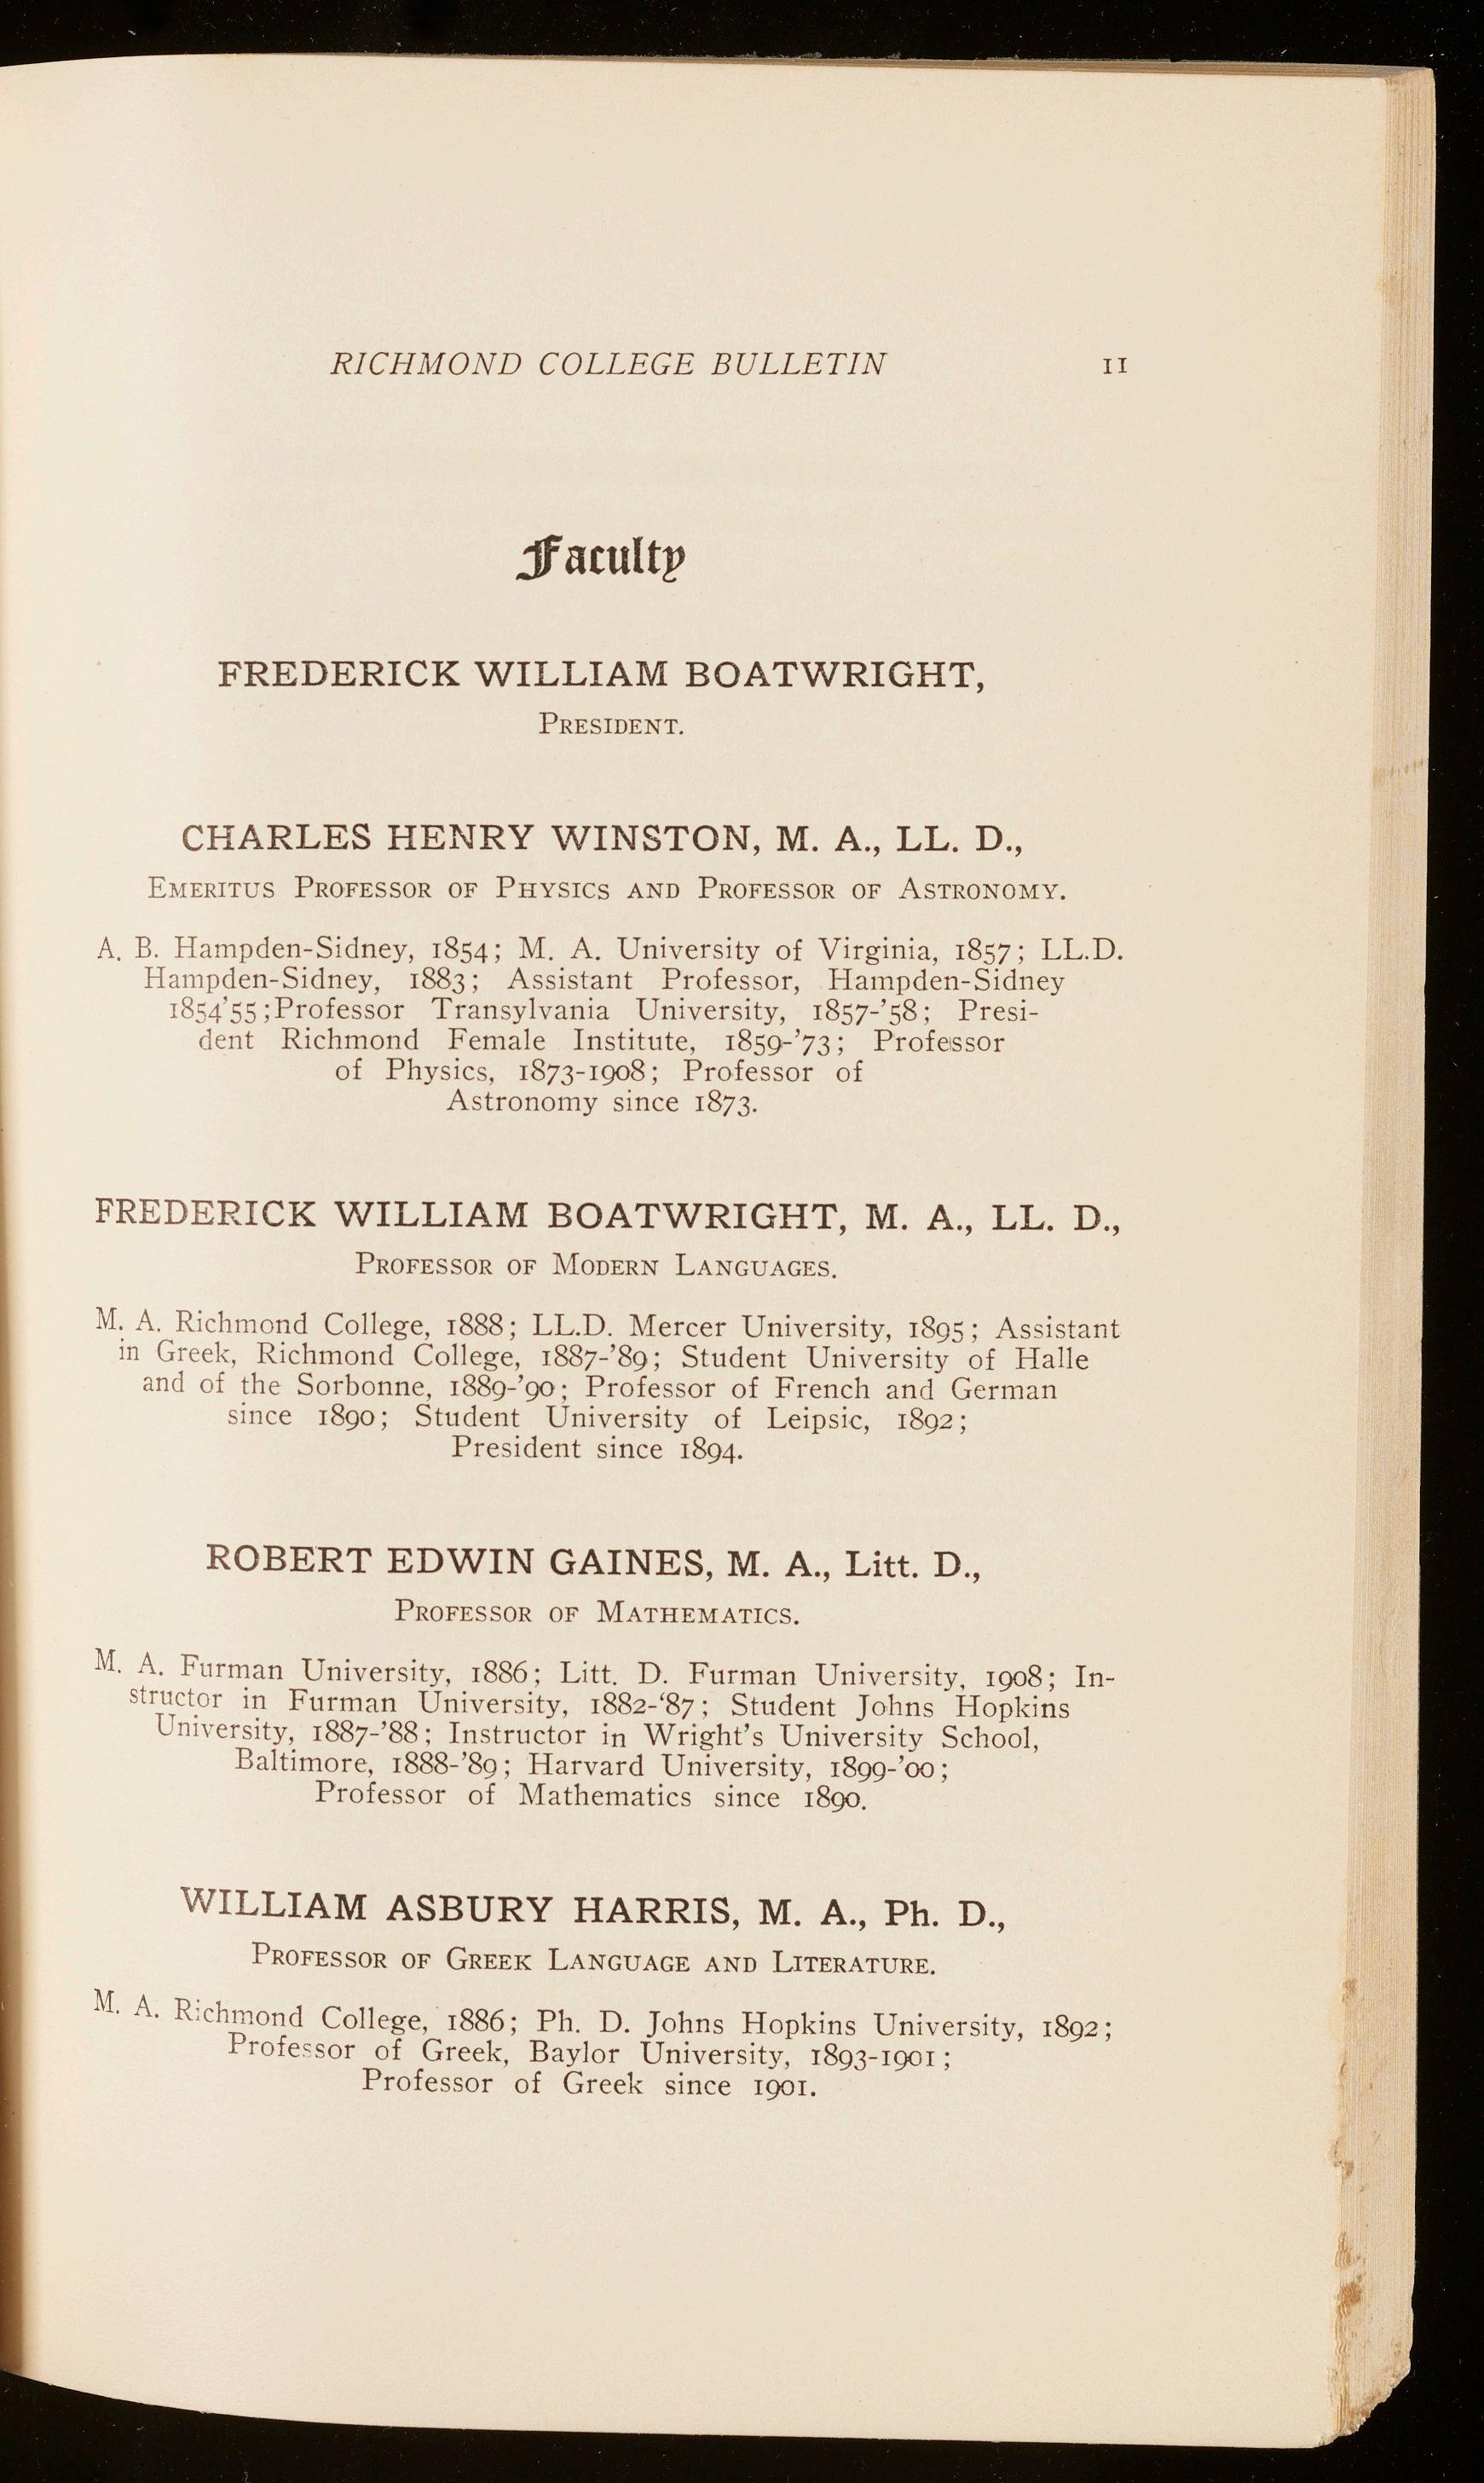 RICHMOND COLLEGE BULLETIN 11
Faculty
FREDERICK WILLIAM BOATWRIGHT,
PRESIDENT.
CHARLES HENRY WINSTON, M. A., LL. D.,
EMERITUS PROFESSOR OF PHYSICS AND PROFESSOR OF ASTRONOMY.
A. B. Hampden-Sidney, 1854; M. A. University of Virginia, 1857; LL.D.
Hampden-Sidney, 1883; Assistant Professor, Hampden-Sidney
1854'55;Professor Transylvania University, 1857-'58; Presi-
dent Richmond Female Institute, 1859-'73; Professor
of Physics, 1873-1908; Professor of
Astronomy since 1873.
FREDERICK WILLIAM BOATWRIGHT, M. A., LL. D.,
PROFESSOR OF MODERN LANGUAGES.
M. A. Richmond College, 1888; LL.D. Mercer University, 1895; Assistant
in Greek, Richmond College, 1887-'89; Student University of Halle
and of the Sorbonne, 1889-'90; Professor of French and German
since 1890; Student University of Leipsic, 1892;
President since 1894.
ROBERT EDWIN GAINES, M. A., Litt. D.,
PROFESSOR OF MATHEMATICS.
M. A. Furman University, 1886; Litt. D. Furman University, 1908; In-
structor in Furman University, 1882-'87; Student Johns Hopkins
University, 1887-'88; Instructor in Wright's University School,
Baltimore, 1888-'89; Harvard University, 1899-'00;
Professor of Mathematics since 1890.
WILLIAM ASBURY HARRIS, M. A., Ph. D.,
PROFESSOR OF GREEK LANGUAGE AND LITERATURE.
M. A. Richmond College, 1886; Ph. D. Johns Hopkins University, 1892;
Professor of Greek, Baylor University, 1893-1901;
Professor of Greek since 1901.